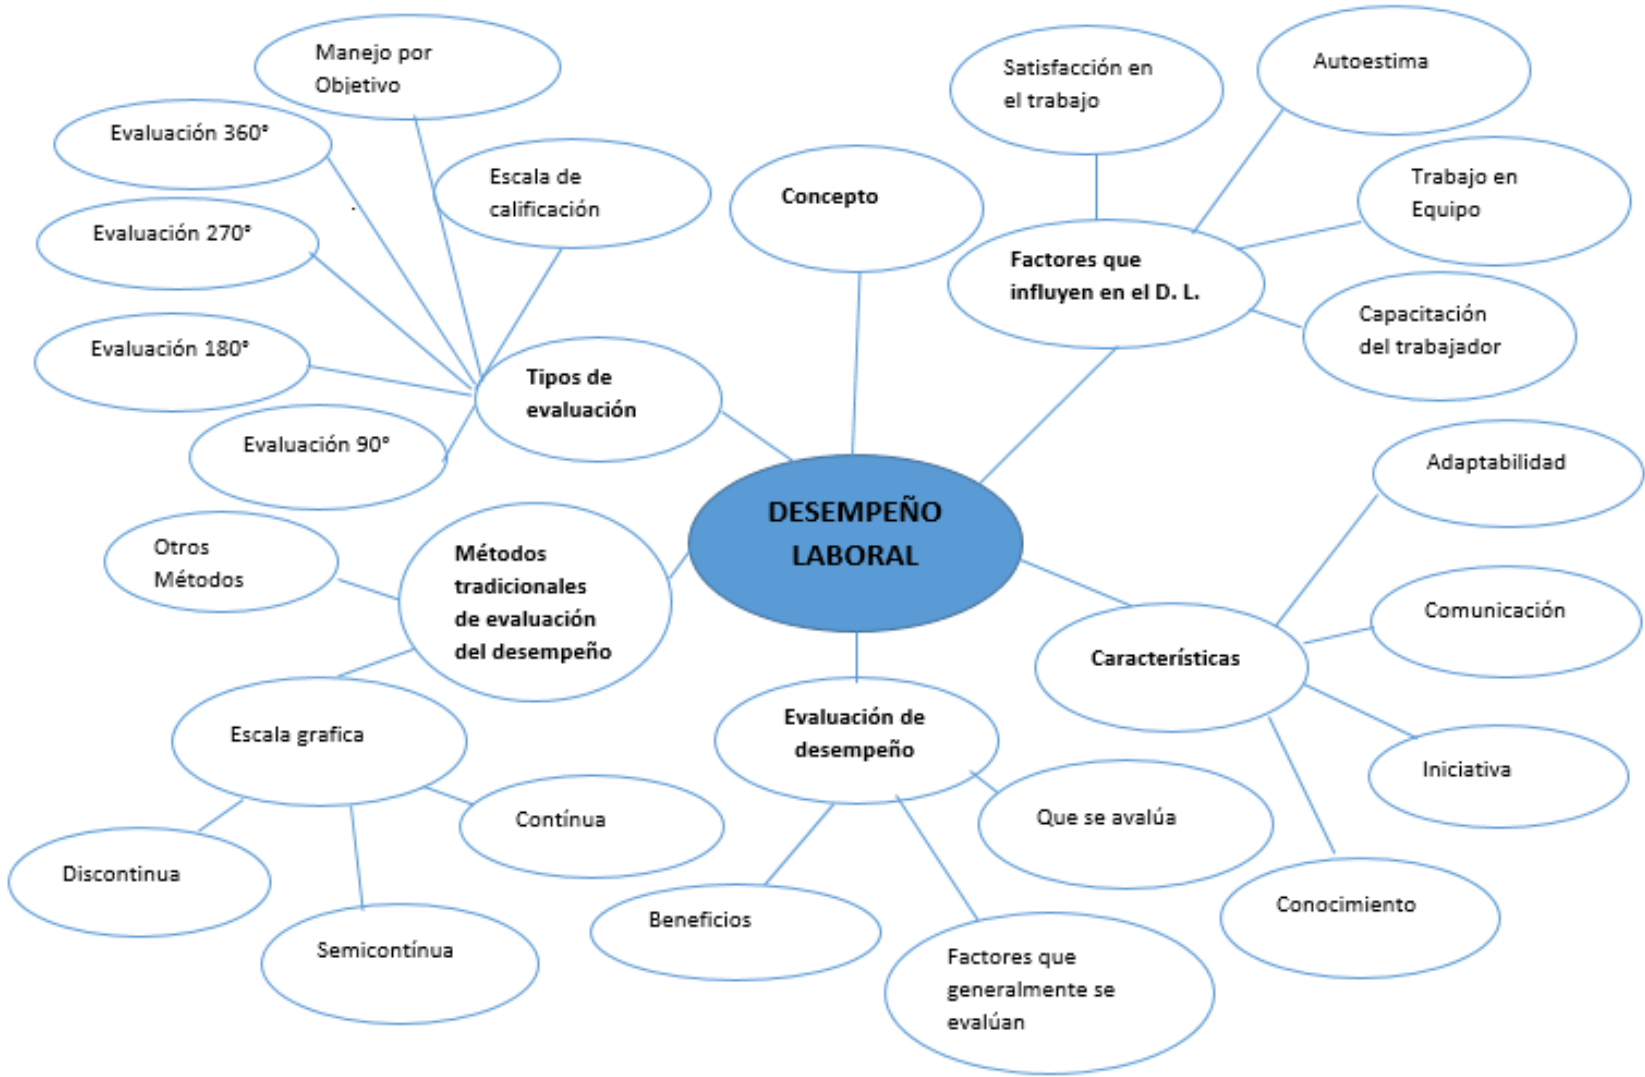 Manejo por
Objetivo
Satisfacción en
el trabajo
Autoestima
Evaluación 360°
Escala de
calificación
Concepto
Trabajo en
Equipo
Evaluación 270°
Factores que
influyen en el D. L.
Capacitación
del trabajador
Evaluación 180°
Tipos de
evaluación
Evaluación 90°
Adaptabilidad
DESEMPEÑO
LABORAL
Otros
Métodos
Métodos
tradicionales
de evaluación
del desempeño
Comunicación
Características
Escala grafica
Evaluación de
desempeño
Iniciativa
Contínua
Que se avalúa
Discontinua
Conocimiento
Beneficios
Semicontínua
Factores que
generalmente se
evalúan